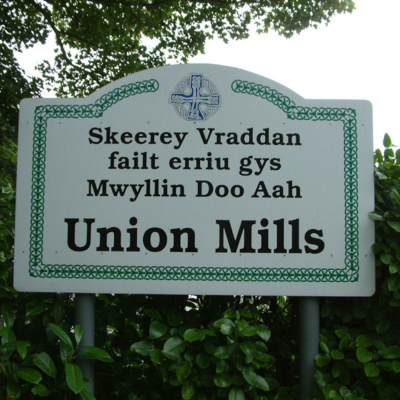 Skeerey Vraddan
failt erriu gys
Mwyllin Doo Aah
Union Mills